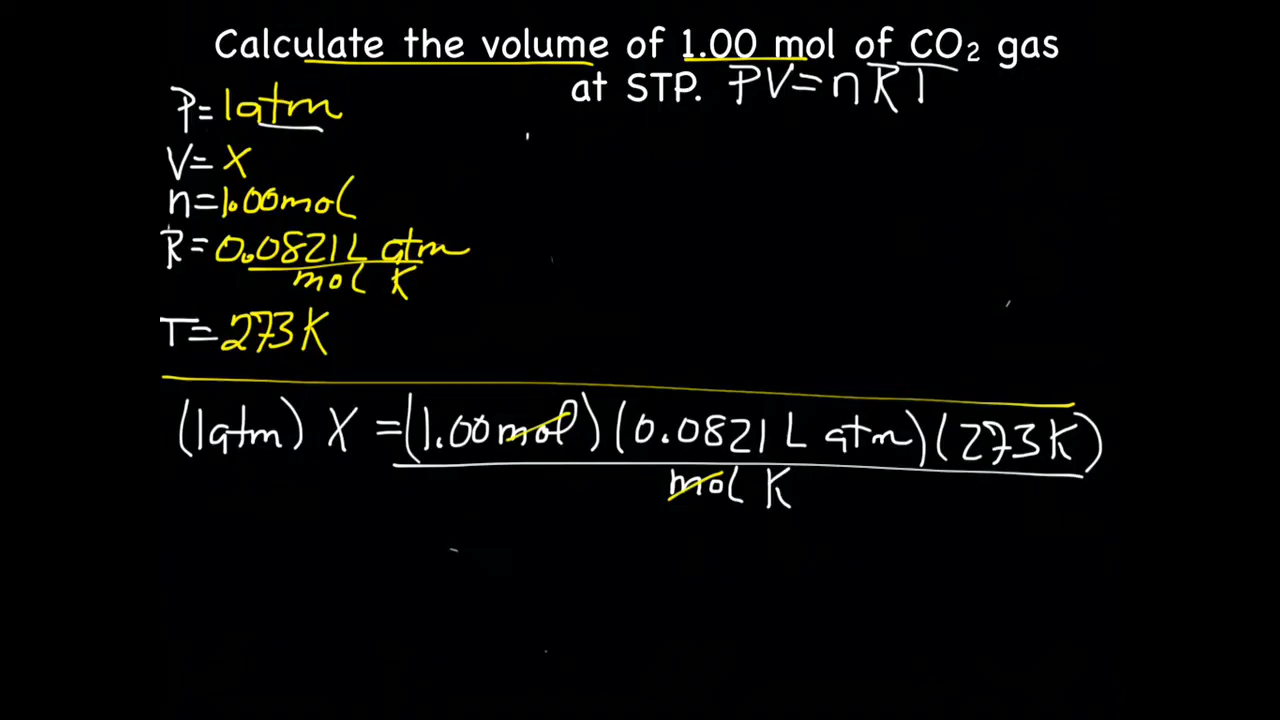 Calculate the volume of 1.00 mol of CO₂ gas
at STP. PV=nRT
P=1atm
V=X
n=1.00mol
R=0.0821L atm
mol K
T=273K
(1atm) X =(1.00mol)(0.0821 L atm)(273K)
mol K